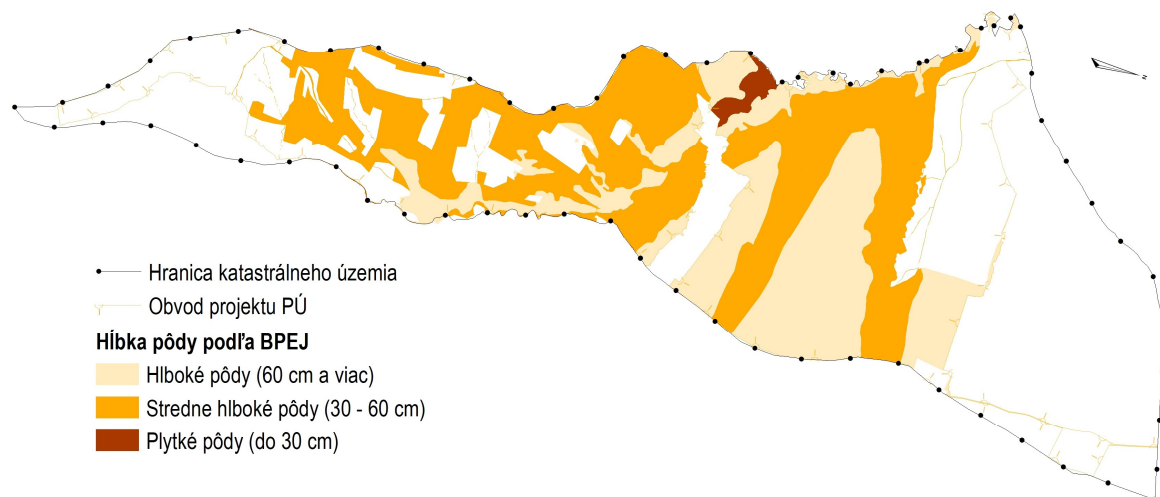 Hranica katastrálneho územia
Obvod projektu PÚ
Hĺbka pôdy podľa BPEJ
Hlboké pôdy (60 cm a viac)
Stredne hlboké pôdy (30 - 60 cm)
Plytké pôdy (do 30 cm)